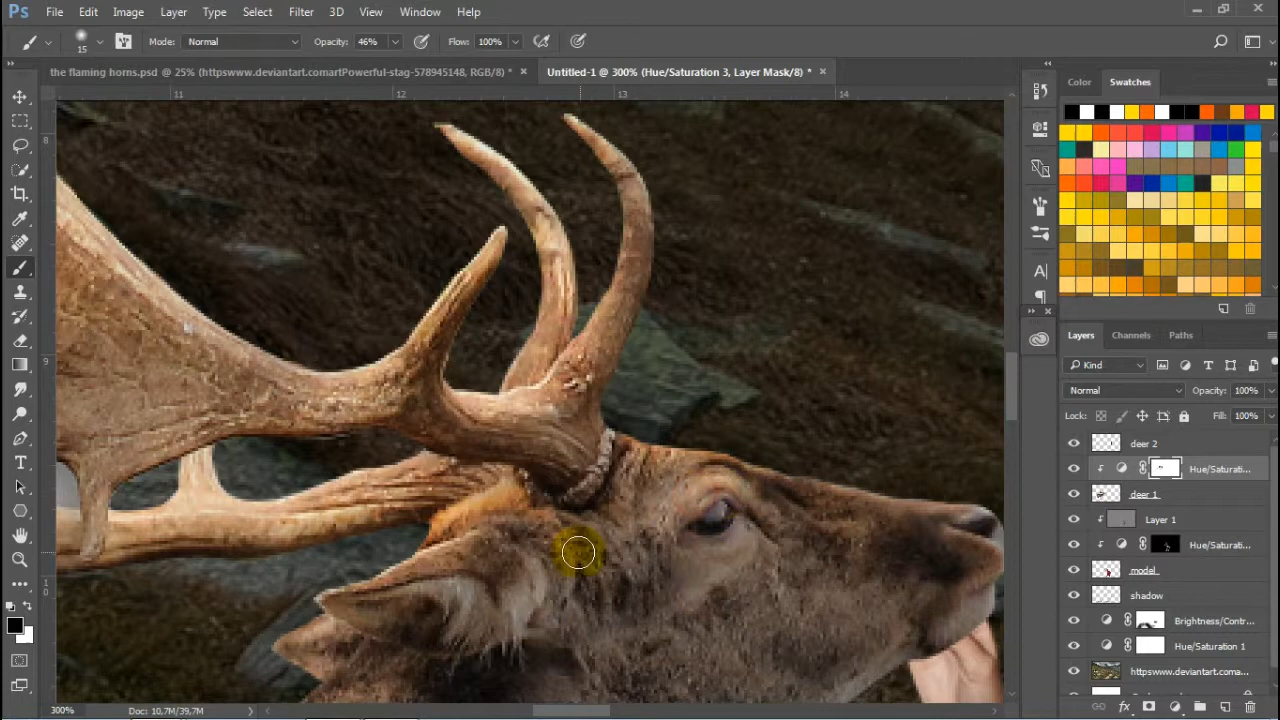 Ps File Edit Image Layer Type Select Filter 3D View Window Help
15 Mode: Normal Opacity: 46% Flow: 100%
the flaming horns.psd @ 25% (httpswww.deviantart.comartPowerful-stag-578945148, RGB/8) * × Untitled-1 @ 300% (Hue/Saturation 3, Layer Mask/8) * ×
Color Swatches
11 12 13 14
8
9
10
Layers Channels Paths
Kind
Normal Opacity: 100%
Lock: Fill: 100%
deer 2
Hue/Saturati...
deer 1
Layer 1
Hue/Saturati...
model
shadow
Brightness/Contr...
Hue/Saturation 1
httpswww.deviantart.coma...
300% Doc: 10,7M/39,7M